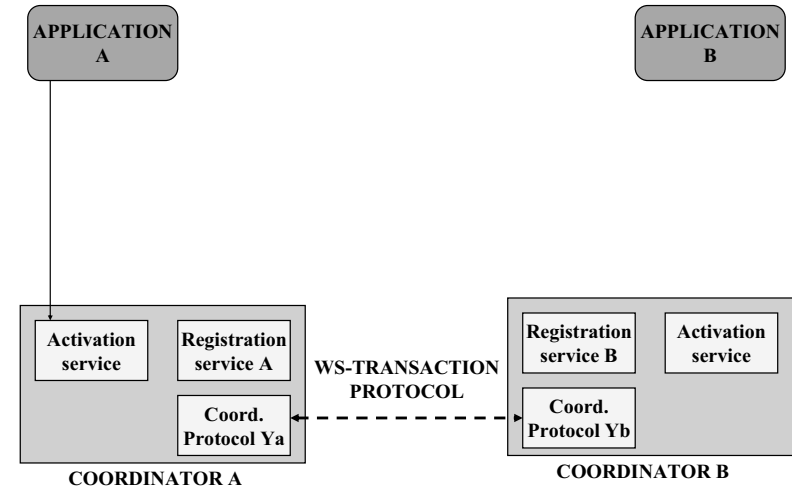 APPLICATION
A
APPLICATION
B
Activation
service
Registration
service A
Coord.
Protocol Ya
COORDINATOR A
WS-TRANSACTION
PROTOCOL
Registration
service B
Activation
service
Coord.
Protocol Yb
COORDINATOR B